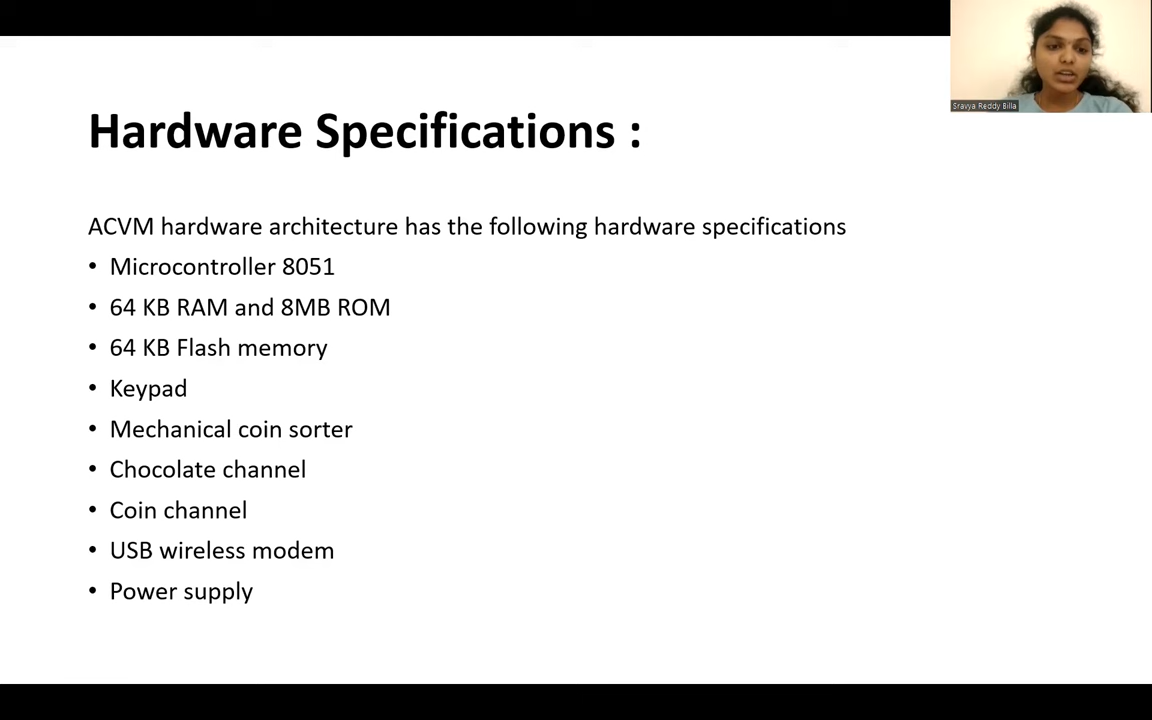 Sravya Reddy Billa
Hardware Specifications :
ACVM hardware architecture has the following hardware specifications
• Microcontroller 8051
• 64 KB RAM and 8MB ROM
• 64 KB Flash memory
• Keypad
• Mechanical coin sorter
• Chocolate channel
• Coin channel
• USB wireless modem
• Power supply